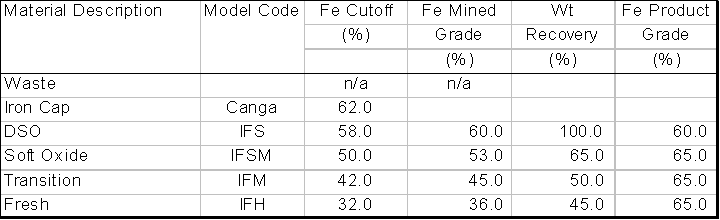 Material Description Model Code Fe Cutoff Fe Mined Wt Fe Product
(%) Grade Recovery Grade
(%) (%) (%)
Waste n/a n/a
Iron Cap Canga 62.0
DSO IFS 58.0 60.0 100.0 60.0
Soft Oxide IFSM 50.0 53.0 65.0 65.0
Transition IFM 42.0 45.0 50.0 65.0
Fresh IFH 32.0 36.0 45.0 65.0